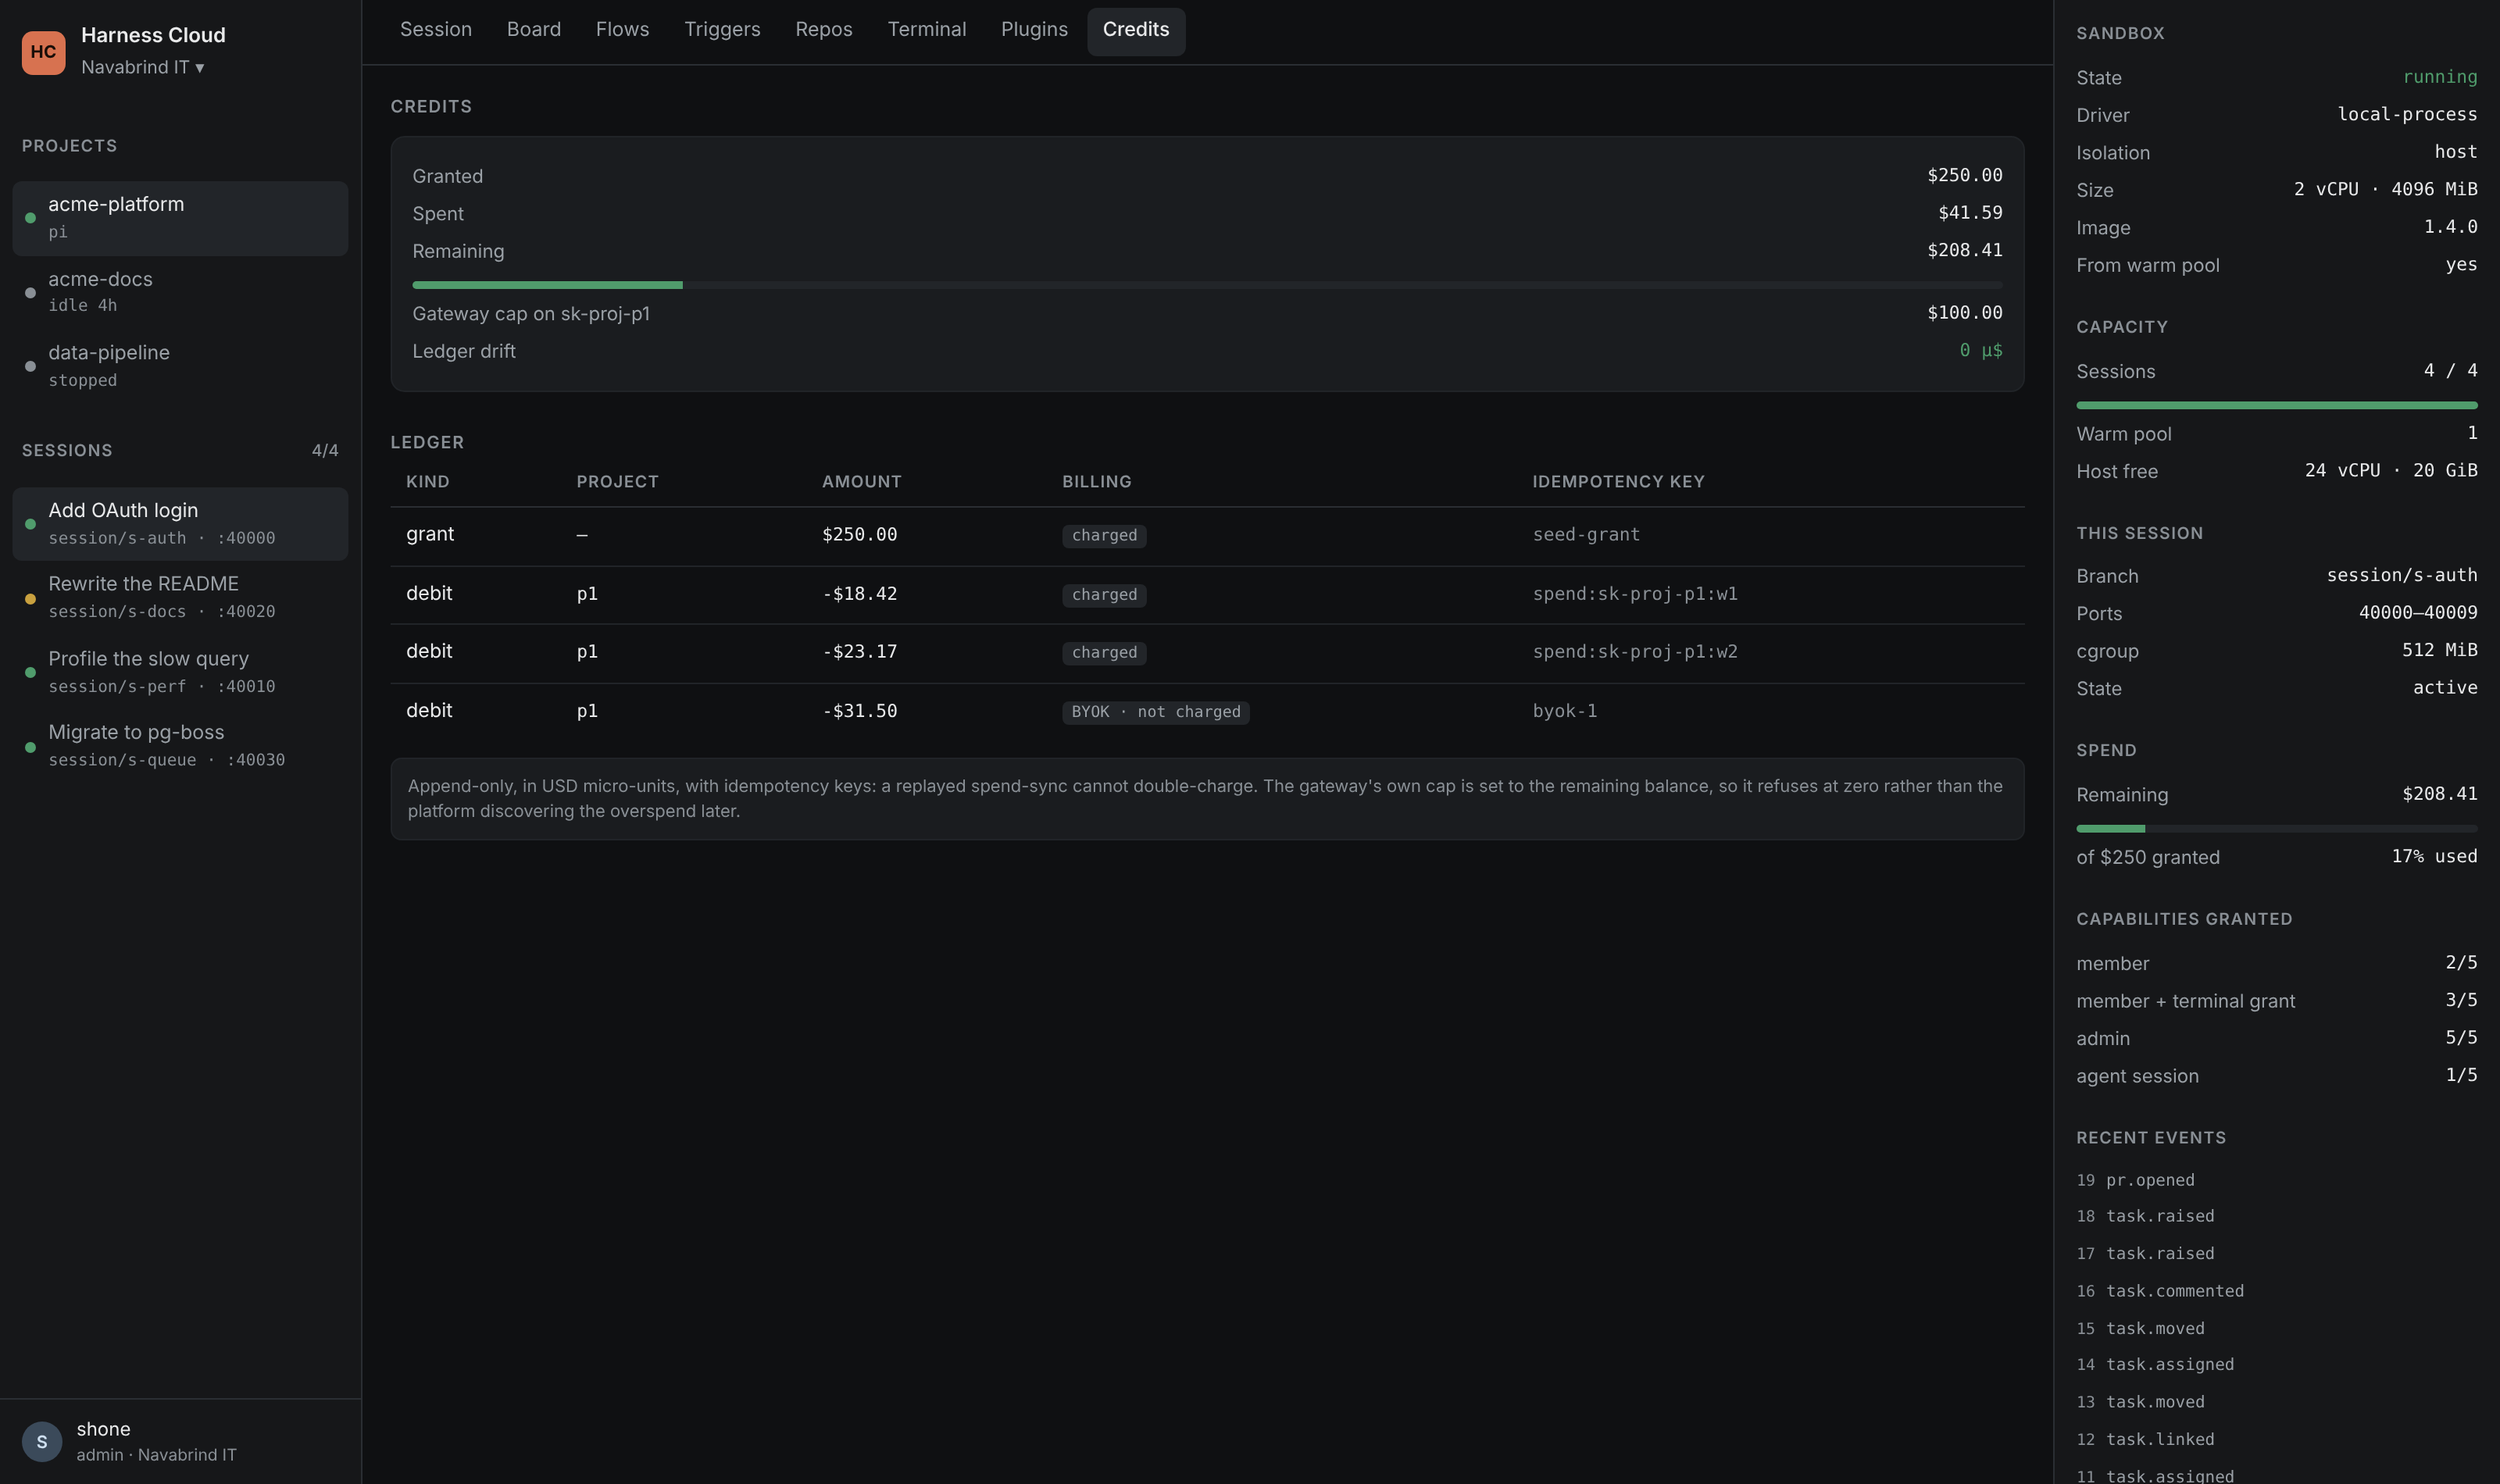 HC
Harness Cloud
Navabrind IT ▾
PROJECTS
acme-platform
pi
acme-docs
idle 4h
data-pipeline
stopped
SESSIONS 4/4
Add OAuth login
session/s-auth · :40000
Rewrite the README
session/s-docs · :40020
Profile the slow query
session/s-perf · :40010
Migrate to pg-boss
session/s-queue · :40030
S
shone
admin · Navabrind IT
Session Board Flows Triggers Repos Terminal Plugins Credits
CREDITS
Granted $250.00
Spent $41.59
Remaining $208.41
Gateway cap on sk-proj-p1 $100.00
Ledger drift 0 µ$
LEDGER
KIND PROJECT AMOUNT BILLING IDEMPOTENCY KEY
grant — $250.00 charged seed-grant
debit p1 -$18.42 charged spend:sk-proj-p1:w1
debit p1 -$23.17 charged spend:sk-proj-p1:w2
debit p1 -$31.50 BYOK · not charged byok-1
Append-only, in USD micro-units, with idempotency keys: a replayed spend-sync cannot double-charge. The gateway's own cap is set to the remaining balance, so it refuses at zero rather than the
platform discovering the overspend later.
SANDBOX
State running
Driver local-process
Isolation host
Size 2 vCPU · 4096 MiB
Image 1.4.0
From warm pool yes
CAPACITY
Sessions 4 / 4
Warm pool 1
Host free 24 vCPU · 20 GiB
THIS SESSION
Branch session/s-auth
Ports 40000–40009
cgroup 512 MiB
State active
SPEND
Remaining $208.41
of $250 granted 17% used
CAPABILITIES GRANTED
member 2/5
member + terminal grant 3/5
admin 5/5
agent session 1/5
RECENT EVENTS
19 pr.opened
18 task.raised
17 task.raised
16 task.commented
15 task.moved
14 task.assigned
13 task.moved
12 task.linked
11 task.assigned